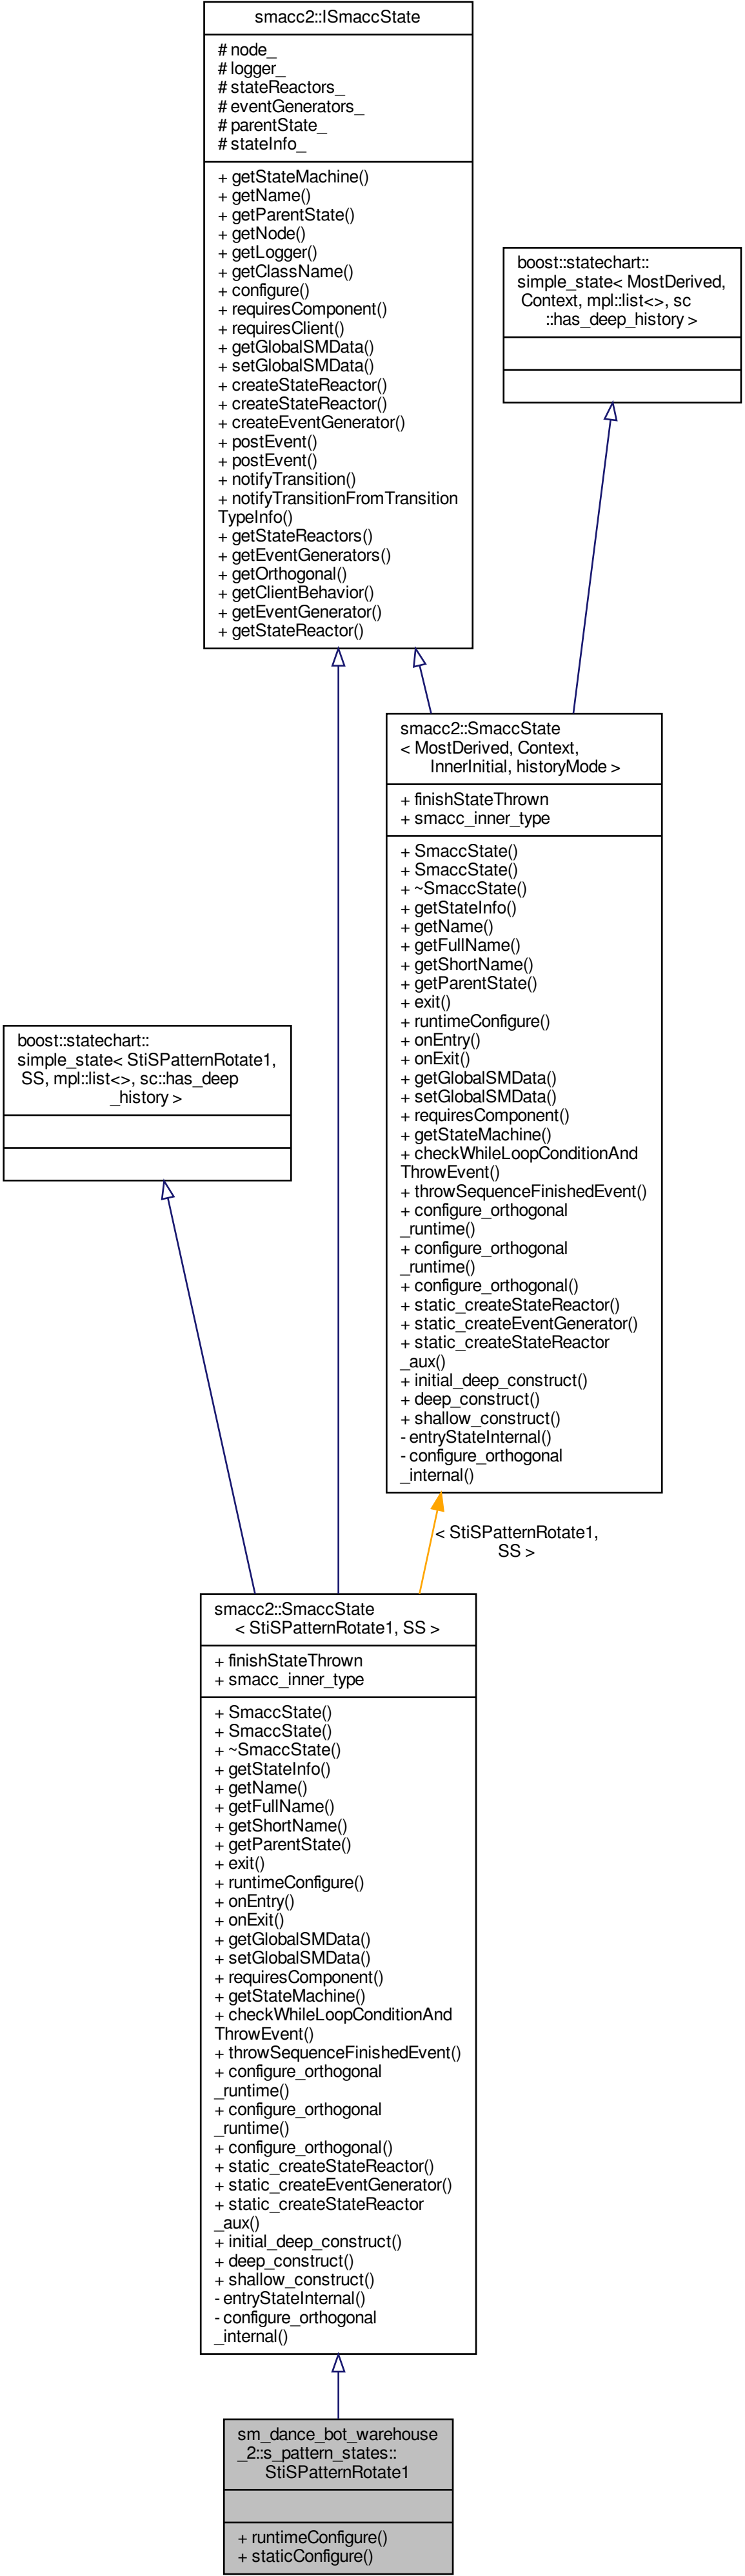 smacc2::ISmaccState
# node_
# logger_
# stateReactors_
# eventGenerators_
# parentState_
# stateInfo_
+ getStateMachine()
+ getName()
+ getParentState()
+ getNode()
+ getLogger()
+ getClassName()
+ configure()
+ requiresComponent()
+ requiresClient()
+ getGlobalSMData()
+ setGlobalSMData()
+ createStateReactor()
+ createStateReactor()
+ createEventGenerator()
+ postEvent()
+ postEvent()
+ notifyTransition()
+ notifyTransitionFromTransition
TypeInfo()
+ getStateReactors()
+ getEventGenerators()
+ getOrthogonal()
+ getClientBehavior()
+ getEventGenerator()
+ getStateReactor()
boost::statechart::
simple_state< MostDerived,
Context, mpl::list<>, sc
::has_deep_history >
smacc2::SmaccState
< MostDerived, Context,
InnerInitial, historyMode >
+ finishStateThrown
+ smacc_inner_type
+ SmaccState()
+ SmaccState()
+ ~SmaccState()
+ getStateInfo()
+ getName()
+ getFullName()
+ getShortName()
+ getParentState()
+ exit()
+ runtimeConfigure()
+ onEntry()
+ onExit()
+ getGlobalSMData()
+ setGlobalSMData()
+ requiresComponent()
+ getStateMachine()
+ checkWhileLoopConditionAnd
ThrowEvent()
+ throwSequenceFinishedEvent()
+ configure_orthogonal
_runtime()
+ configure_orthogonal
_runtime()
+ configure_orthogonal()
+ static_createStateReactor()
+ static_createEventGenerator()
+ static_createStateReactor
_aux()
+ initial_deep_construct()
+ deep_construct()
+ shallow_construct()
- entryStateInternal()
- configure_orthogonal
_internal()
boost::statechart::
simple_state< StiSPatternRotate1,
SS, mpl::list<>, sc::has_deep
_history >
< StiSPatternRotate1,
SS >
smacc2::SmaccState
< StiSPatternRotate1, SS >
+ finishStateThrown
+ smacc_inner_type
+ SmaccState()
+ SmaccState()
+ ~SmaccState()
+ getStateInfo()
+ getName()
+ getFullName()
+ getShortName()
+ getParentState()
+ exit()
+ runtimeConfigure()
+ onEntry()
+ onExit()
+ getGlobalSMData()
+ setGlobalSMData()
+ requiresComponent()
+ getStateMachine()
+ checkWhileLoopConditionAnd
ThrowEvent()
+ throwSequenceFinishedEvent()
+ configure_orthogonal
_runtime()
+ configure_orthogonal
_runtime()
+ configure_orthogonal()
+ static_createStateReactor()
+ static_createEventGenerator()
+ static_createStateReactor
_aux()
+ initial_deep_construct()
+ deep_construct()
+ shallow_construct()
- entryStateInternal()
- configure_orthogonal
_internal()
sm_dance_bot_warehouse
_2::s_pattern_states::
StiSPatternRotate1
+ runtimeConfigure()
+ staticConfigure()